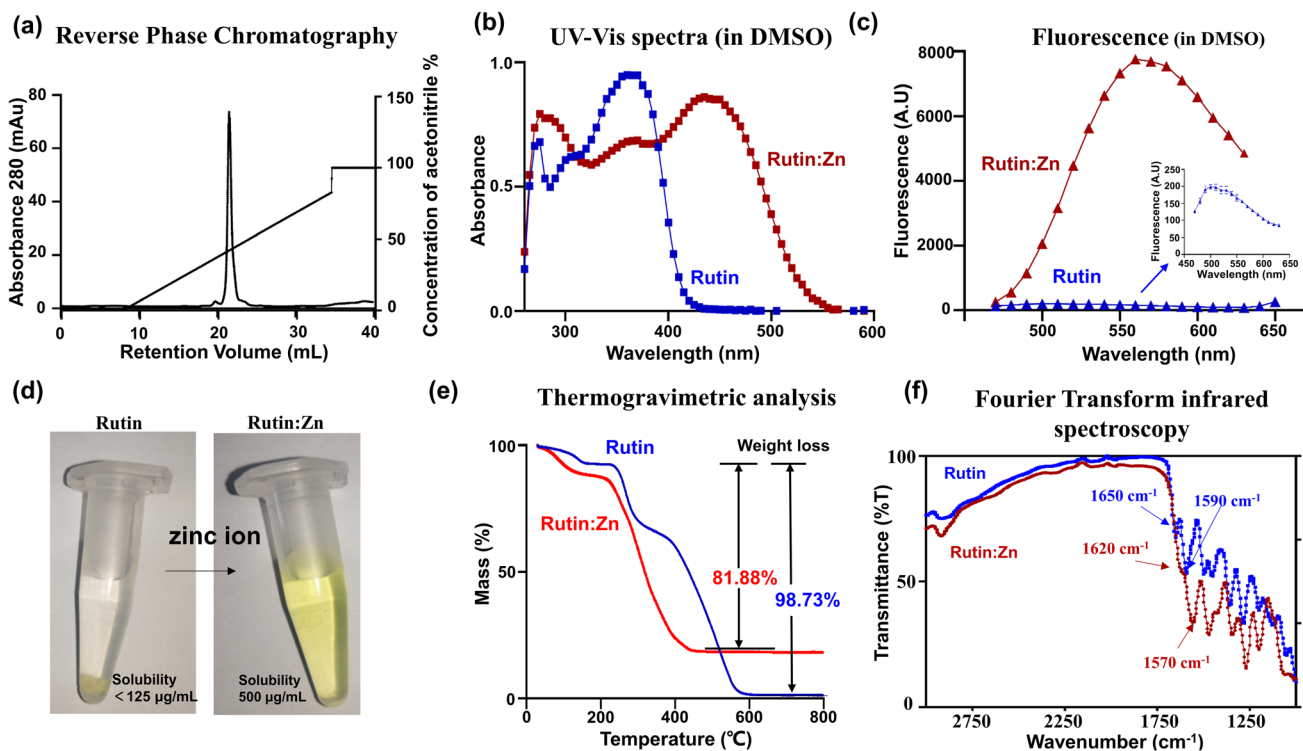 (a) Reverse Phase Chromatography
Absorbance 280 (mAu)
80
60
40
20
0
150
100
50
0
Concentration of acetonitrile %
0 10 20 30 40
Retention Volume (mL)
(b) UV-Vis spectra (in DMSO)
Absorbance
1.0
0.5
0.0
Rutin:Zn
Rutin
300 400 500 600
Wavelength (nm)
(c) Fluorescence (in DMSO)
Fluorescence (A.U)
8000
6000
4000
2000
0
Rutin:Zn
Rutin
Fluorescence (A.U
200
150
100
50
0
450 500 550 600 650
Wavelength (nm)
500 550 600 650
Wavelength (nm)
(d)
Rutin Rutin:Zn
zinc ion
Solubility
<125 µg/mL
Solubility
500 µg/mL
(e) Thermogravimetric analysis
Mass (%)
100
50
0
Rutin
Rutin:Zn
Weight loss
81.88%
98.73%
0 200 400 600 800
Temperature (℃)
(f) Fourier Transform infrared
spectroscopy
Transmittance (%T)
100
50
0
Rutin
Rutin:Zn
1650 cm-1
1590 cm-1
1620 cm-1
1570 cm-1
2750 2250 1750 1250
Wavenumber (cm-1)